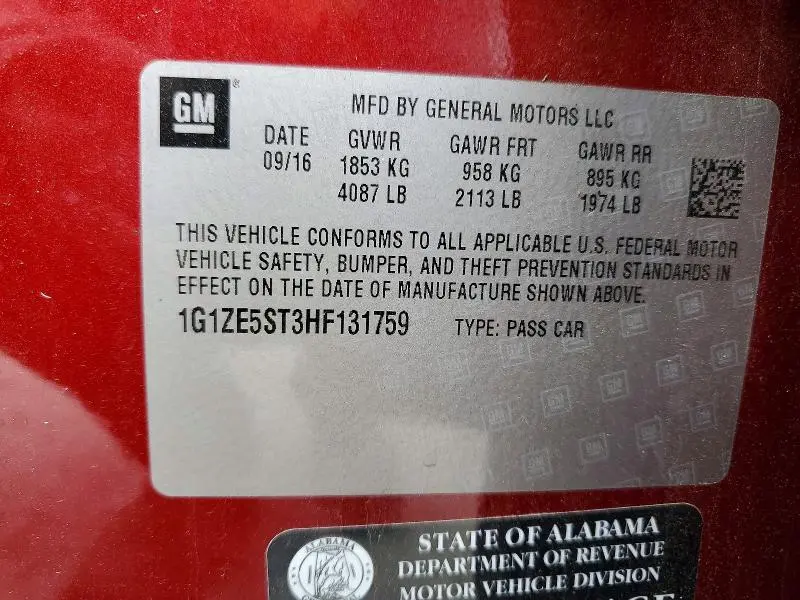 GM
MFD BY GENERAL MOTORS LLC
DATE GVWR GAWR FRT GAWR RR
09/16 1853 KG 958 KG 895 KG
4087 LB 2113 LB 1974 LB
THIS VEHICLE CONFORMS TO ALL APPLICABLE U.S. FEDERAL MOTOR
VEHICLE SAFETY, BUMPER, AND THEFT PREVENTION STANDARDS IN
EFFECT ON THE DATE OF MANUFACTURE SHOWN ABOVE.
1G1ZE5ST3HF131759 TYPE: PASS CAR
ALABAMA
STATE OF ALABAMA
DEPARTMENT OF REVENUE
MOTOR VEHICLE DIVISION